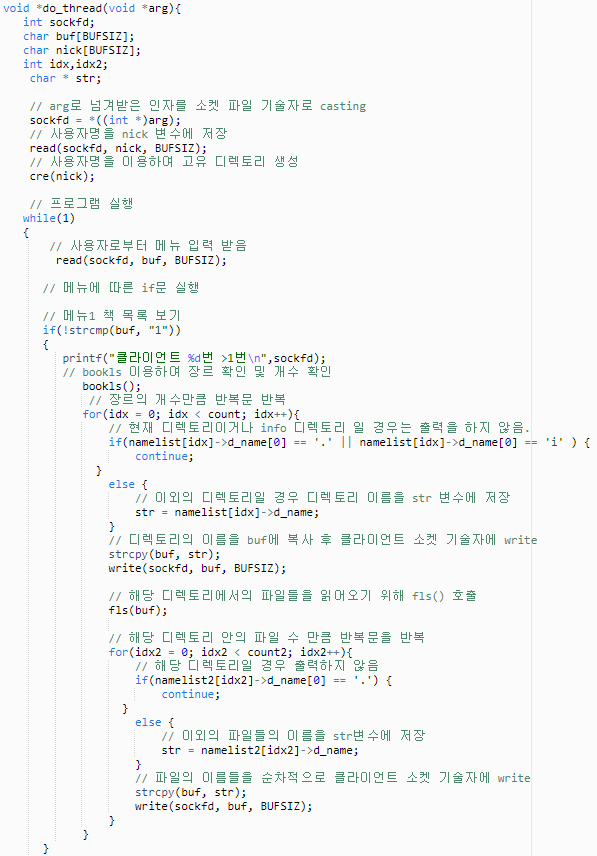 void *do_thread(void *arg){
int sockfd;
char buf[BUFSIZ];
char nick[BUFSIZ];
int idx,idx2;
char * str;
// arg로 넘겨받은 인자를 소켓 파일 기술자로 casting
sockfd = *((int *)arg);
// 사용자명을 nick 변수에 저장
read(sockfd, nick, BUFSIZ);
// 사용자명을 이용하여 고유 디렉토리 생성
cre(nick);
// 프로그램 실행
while(1)
{
// 사용자로부터 메뉴 입력 받음
read(sockfd, buf, BUFSIZ);
// 메뉴에 따른 if문 실행
// 메뉴1 책 목록 보기
if(!strcmp(buf, "1"))
{
printf("클라이언트 %d번 >1번\n",sockfd);
// bookls 이용하여 장르 확인 및 개수 확인
bookls();
// 장르의 개수만큼 반복문 반복
for(idx = 0; idx < count; idx++){
// 현재 디렉토리이거나 info 디렉토리 일 경우는 출력을 하지 않음.
if(namelist[idx]->d_name[0] == '.' || namelist[idx]->d_name[0] == 'i' ) {
continue;
}
else {
// 이외의 디렉토리일 경우 디렉토리 이름을 str 변수에 저장
str = namelist[idx]->d_name;
}
// 디렉토리의 이름을 buf에 복사 후 클라이언트 소켓 기술자에 write
strcpy(buf, str);
write(sockfd, buf, BUFSIZ);
// 해당 디렉토리에서의 파일들을 읽어오기 위해 fls() 호출
fls(buf);
// 해당 디렉토리 안의 파일 수 만큼 반복문을 반복
for(idx2 = 0; idx2 < count2; idx2++){
// 해당 디렉토리일 경우 출력하지 않음
if(namelist2[idx2]->d_name[0] == '.') {
continue;
}
else {
// 이외의 파일들의 이름을 str변수에 저장
str = namelist2[idx2]->d_name;
}
// 파일의 이름들을 순차적으로 클라이언트 소켓 기술자에 write
strcpy(buf, str);
write(sockfd, buf, BUFSIZ);
}
}
}